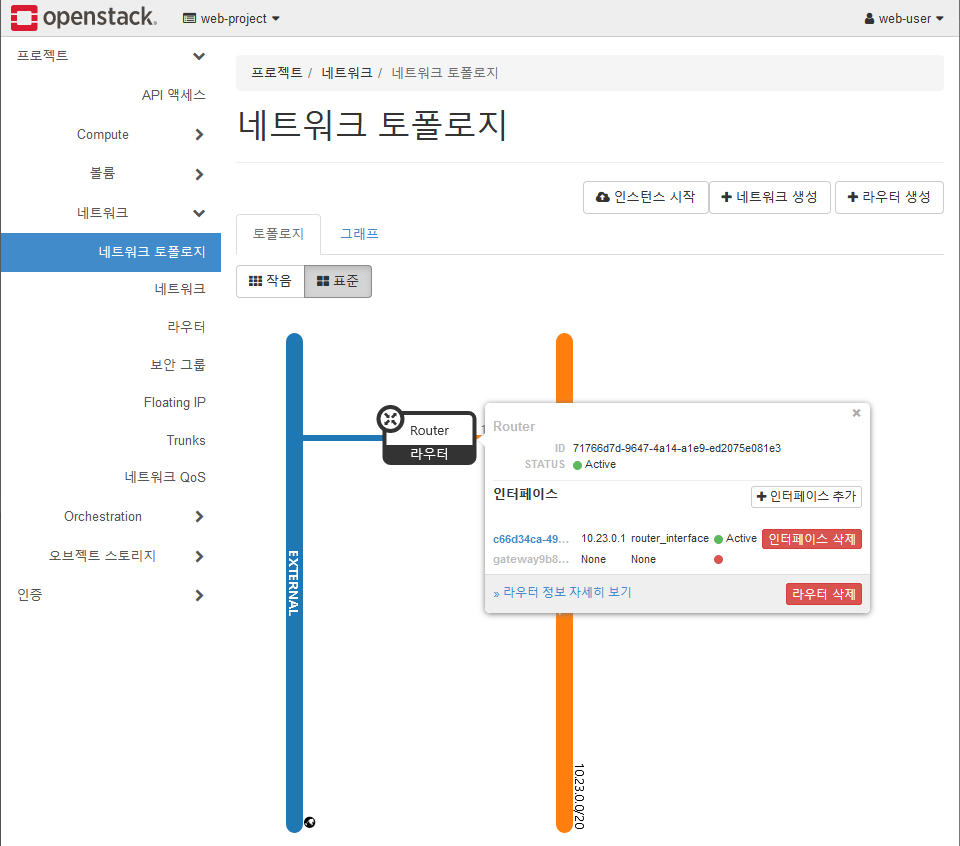 openstack.
web-project
web-user
프로젝트
API 액세스
Compute
볼륨
네트워크
네트워크 토폴로지
네트워크
라우터
보안 그룹
Floating IP
Trunks
네트워크 QoS
Orchestration
오브젝트 스토리지
인증
프로젝트 / 네트워크 / 네트워크 토폴로지
네트워크 토폴로지
인스턴스 시작 네트워크 생성 라우터 생성
토폴로지 그래프
작음 표준
EXTERNAL
Router
라우터
10.23.0.0/20
Router
ID 71766d7d-9647-4a14-a1e9-ed2075e081e3
STATUS Active
인터페이스 인터페이스 추가
c66d34ca-49... 10.23.0.1 router_interface Active 인터페이스 삭제
gateway9b8... None None
» 라우터 정보 자세히 보기 라우터 삭제